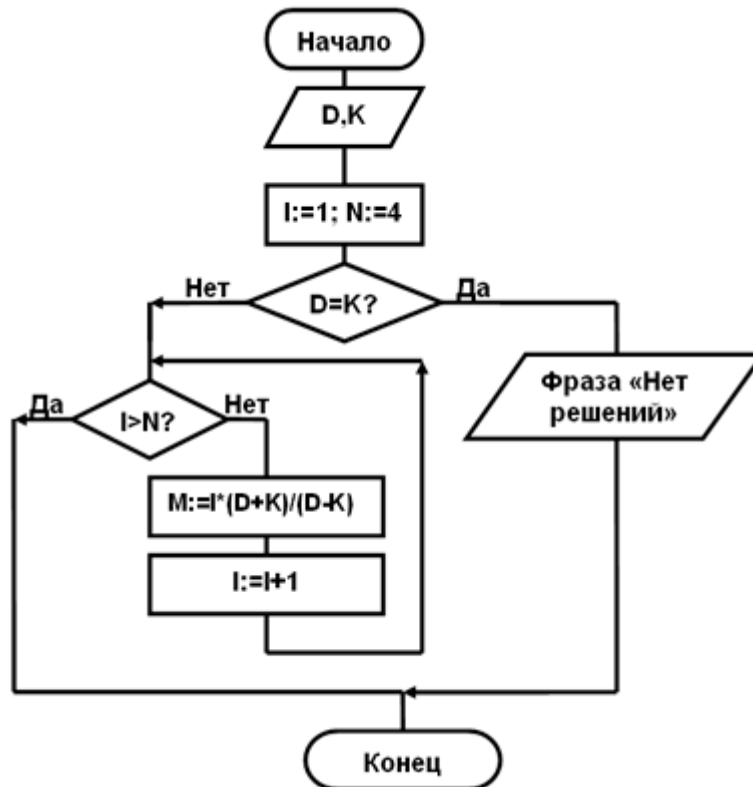 Начало
D,K
I:=1; N:=4
Нет
D=K?
Да
Фраза «Нет
решений»
Да
I>N?
Нет
M:=I*(D+K)/(D-K)
I:=I+1
Конец